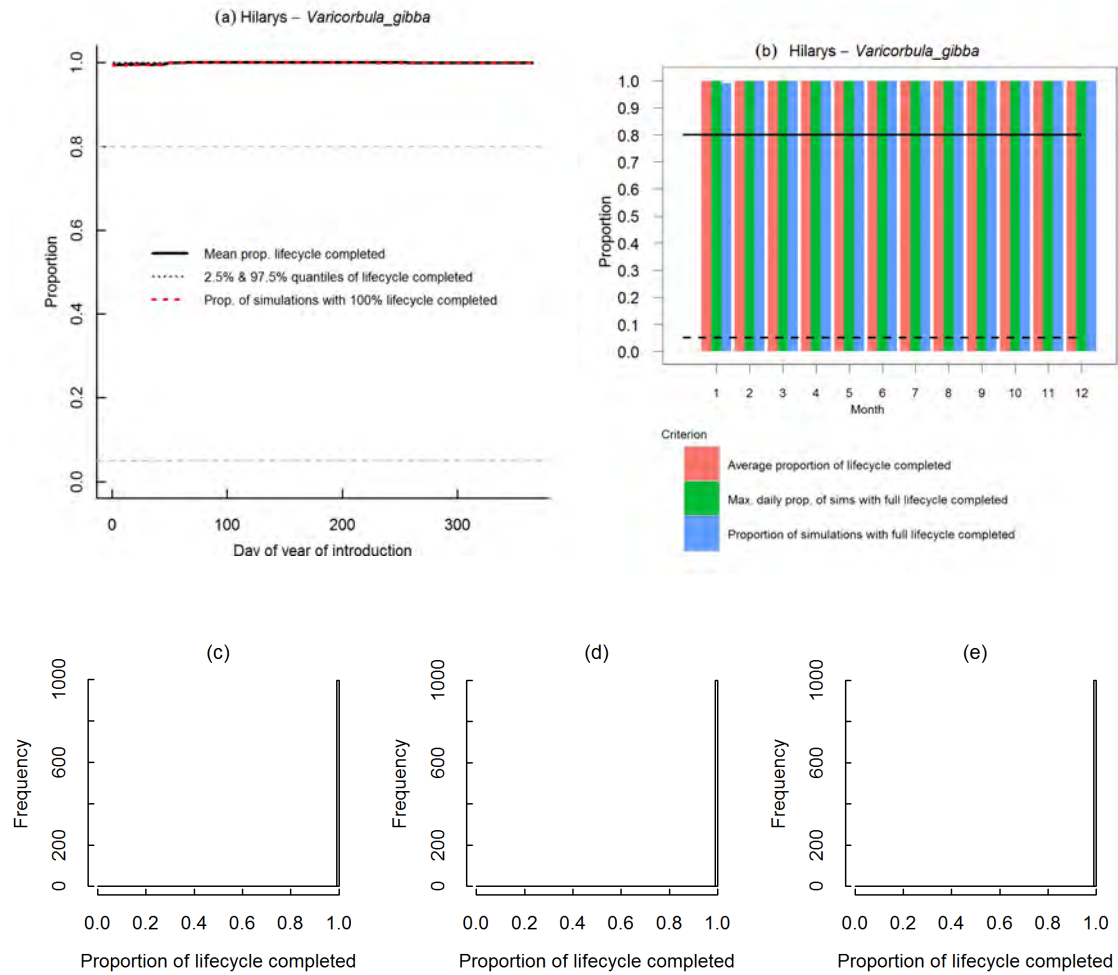 (a) Hilarys – Varicorbula_gibba
1.0
0.8
0.6
0.4
0.2
0.0
Proportion
Mean prop. lifecycle completed
2.5% & 97.5% quantiles of lifecycle completed
Prop. of simulations with 100% lifecycle completed
0 100 200 300
Day of year of introduction
(b) Hilarys – Varicorbula_gibba
1.0
0.9
0.8
0.7
0.6
0.5
0.4
0.3
0.2
0.1
0.0
Proportion
1 2 3 4 5 6 7 8 9 10 11 12
Month
Criterion
Average proportion of lifecycle completed
Max. daily prop. of sims with full lifecycle completed
Proportion of simulations with full lifecycle completed
(c)
1000
600
200
0
Frequency
0.0 0.2 0.4 0.6 0.8 1.0
Proportion of lifecycle completed
(d)
1000
600
200
0
Frequency
0.0 0.2 0.4 0.6 0.8 1.0
Proportion of lifecycle completed
(e)
1000
600
200
0
Frequency
0.0 0.2 0.4 0.6 0.8 1.0
Proportion of lifecycle completed